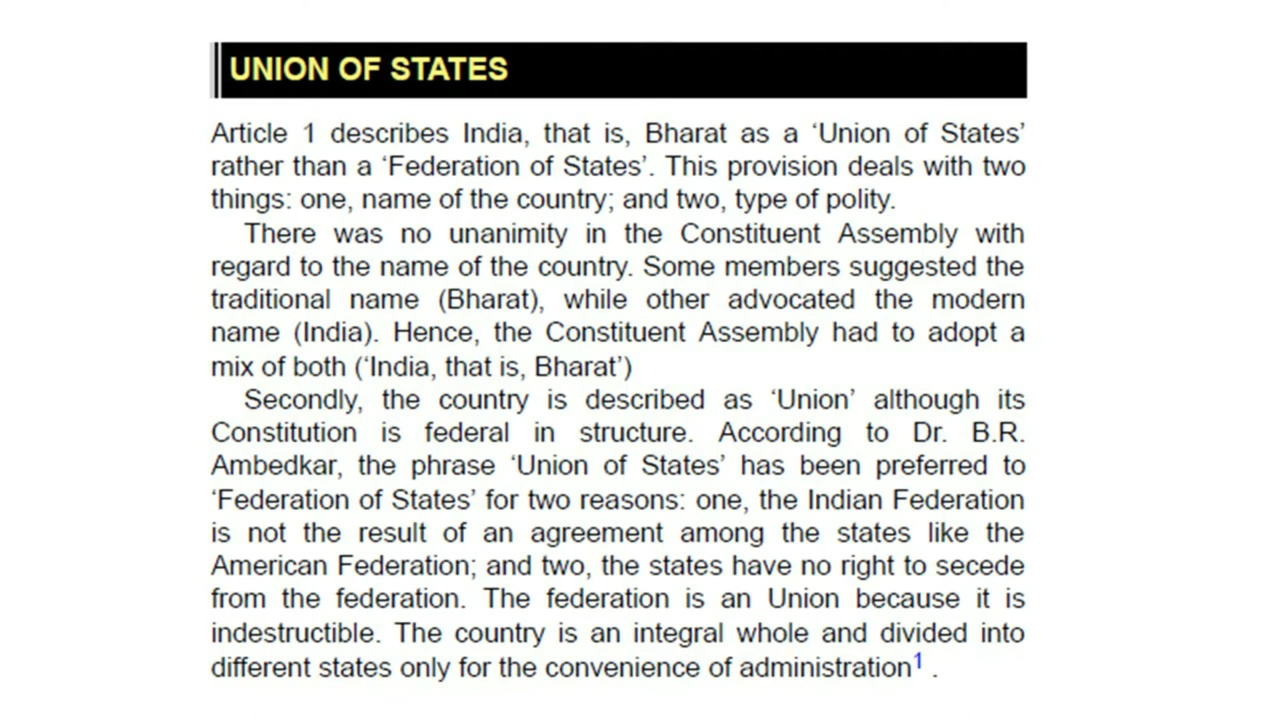 UNION OF STATES
Article 1 describes India, that is, Bharat as a ‘Union of States’
rather than a ‘Federation of States’. This provision deals with two
things: one, name of the country; and two, type of polity.
There was no unanimity in the Constituent Assembly with
regard to the name of the country. Some members suggested the
traditional name (Bharat), while other advocated the modern
name (India). Hence, the Constituent Assembly had to adopt a
mix of both (‘India, that is, Bharat’)
Secondly, the country is described as ‘Union’ although its
Constitution is federal in structure. According to Dr. B.R.
Ambedkar, the phrase ‘Union of States’ has been preferred to
‘Federation of States’ for two reasons: one, the Indian Federation
is not the result of an agreement among the states like the
American Federation; and two, the states have no right to secede
from the federation. The federation is an Union because it is
indestructible. The country is an integral whole and divided into
different states only for the convenience of administration1 .